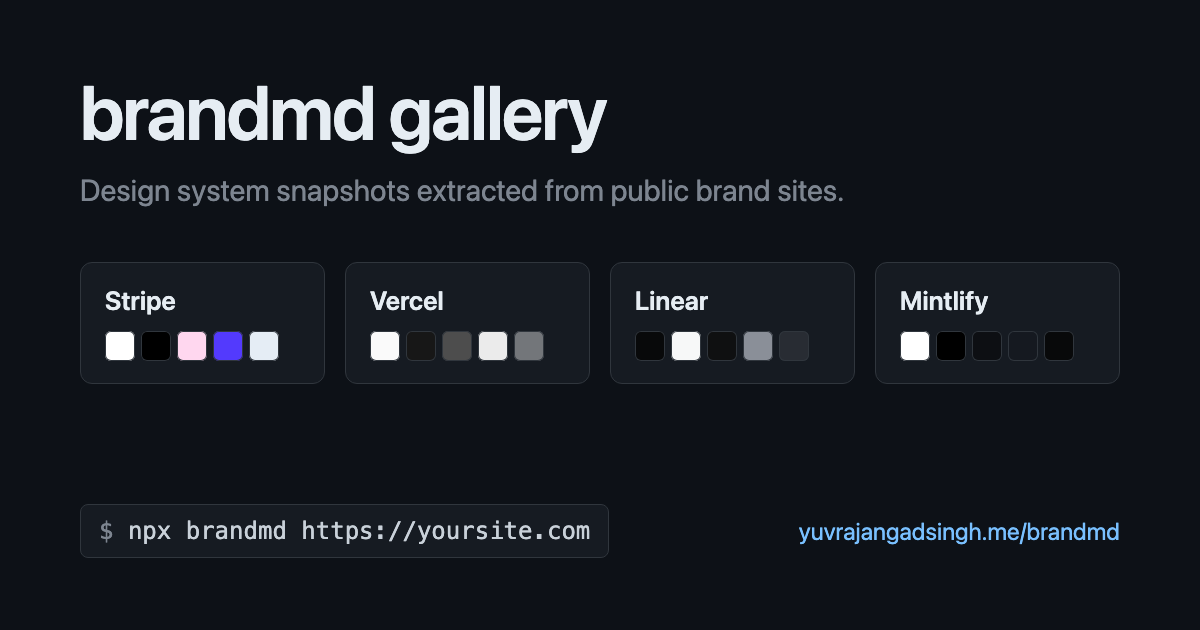 brandmd gallery
Design system snapshots extracted from public brand sites.
Stripe
Vercel
Linear
Mintlify
$ npx brandmd https://yoursite.com
yuvrajangadsingh.me/brandmd